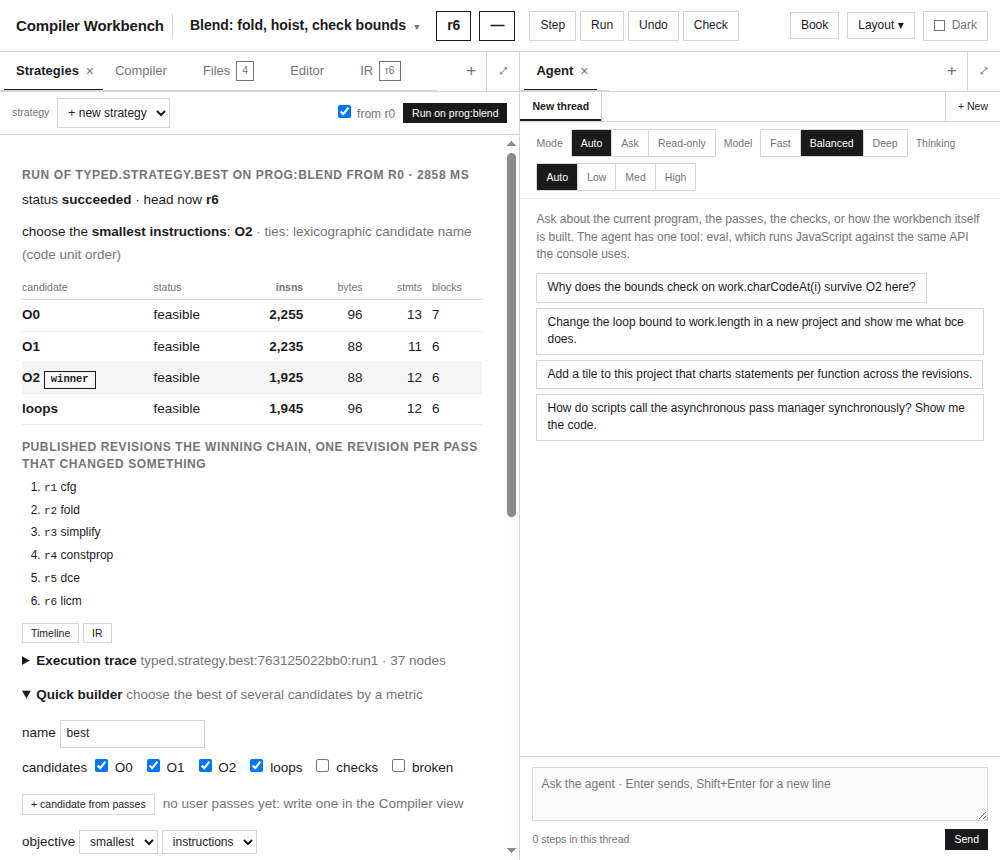 Compiler Workbench
Blend: fold, hoist, check bounds ▾
r6
—
Step
Run
Undo
Check
Book
Layout ▾
Dark
Strategies ×
Compiler
Files 4
Editor
IR r6
+
⤢
strategy
+ new strategy
from r0
Run on prog:blend
RUN OF TYPED.STRATEGY.BEST ON PROG:BLEND FROM R0 · 2858 MS
status succeeded · head now r6
choose the smallest instructions: O2 · ties: lexicographic candidate name
(code unit order)
candidate status insns bytes stmts blocks
O0 feasible 2,255 96 13 7
O1 feasible 2,235 88 11 6
O2 winner feasible 1,925 88 12 6
loops feasible 1,945 96 12 6
PUBLISHED REVISIONS THE WINNING CHAIN, ONE REVISION PER PASS
THAT CHANGED SOMETHING
1. r1 cfg
2. r2 fold
3. r3 simplify
4. r4 constprop
5. r5 dce
6. r6 licm
Timeline
IR
▶ Execution trace typed.strategy.best:763125022bb0:run1 · 37 nodes
▼ Quick builder choose the best of several candidates by a metric
name best
candidates O0 O1 O2 loops checks broken
+ candidate from passes no user passes yet: write one in the Compiler view
objective smallest instructions
Agent ×
+
⤢
New thread
+ New
Mode Auto Ask Read-only Model Fast Balanced Deep Thinking
Auto Low Med High
Ask about the current program, the passes, the checks, or how the workbench itself
is built. The agent has one tool: eval, which runs JavaScript against the same API
the console uses.
Why does the bounds check on work.charCodeAt(i) survive O2 here?
Change the loop bound to work.length in a new project and show me what bce
does.
Add a tile to this project that charts statements per function across the revisions.
How do scripts call the asynchronous pass manager synchronously? Show me
the code.
Ask the agent · Enter sends, Shift+Enter for a new line
0 steps in this thread
Send